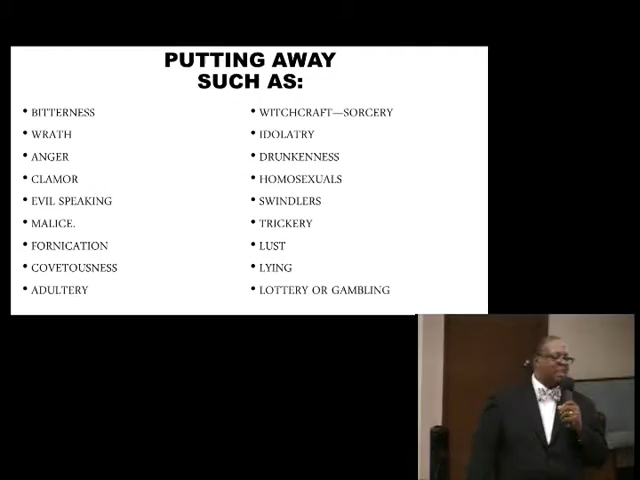 PUTTING AWAY
SUCH AS:
• BITTERNESS
• WRATH
• ANGER
• CLAMOR
• EVIL SPEAKING
• MALICE.
• FORNICATION
• COVETOUSNESS
• ADULTERY
• WITCHCRAFT—SORCERY
• IDOLATRY
• DRUNKENNESS
• HOMOSEXUALS
• SWINDLERS
• TRICKERY
• LUST
• LYING
• LOTTERY OR GAMBLING